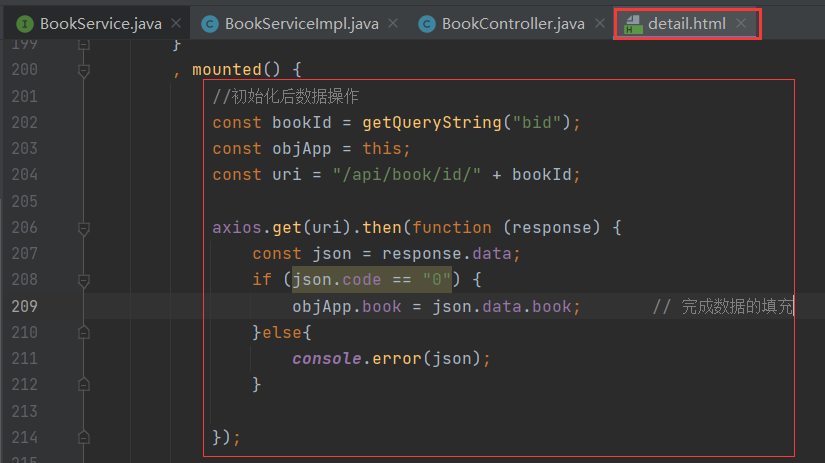 BookService.java BookServiceImpl.java BookController.java detail.html
199 }
200 , mounted() {
201 //初始化后数据操作
202 const bookId = getQueryString("bid");
203 const objApp = this;
204 const uri = "/api/book/id/" + bookId;
205
206 axios.get(uri).then(function (response) {
207 const json = response.data;
208 if (json.code == "0") {
209 objApp.book = json.data.book; // 完成数据的填充
210 }else{
211 console.error(json);
212 }
213
214 });
215